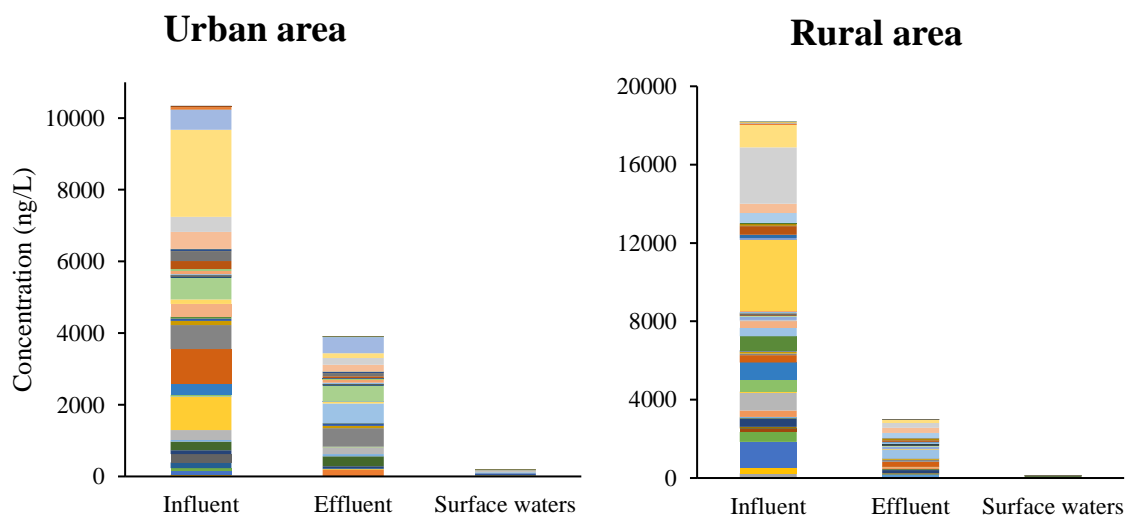 Urban area
Concentration (ng/L)
10000
8000
6000
4000
2000
0
Influent
Effluent
Surface waters
Rural area
20000
16000
12000
8000
4000
0
Influent
Effluent
Surface waters